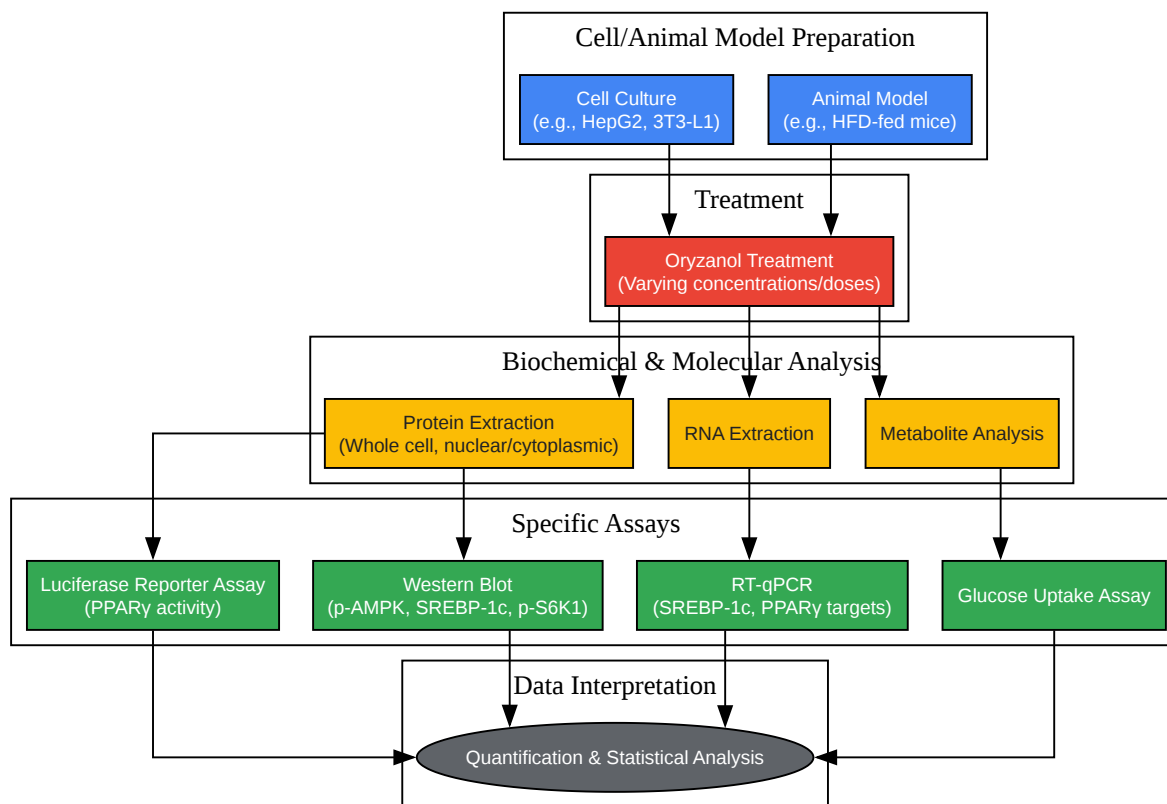 Cell/Animal Model Preparation
Cell Culture
(e.g., HepG2, 3T3-L1)
Animal Model
(e.g., HFD-fed mice)
Treatment
Oryzanol Treatment
(Varying concentrations/doses)
Biochemical & Molecular Analysis
Protein Extraction
(Whole cell, nuclear/cytoplasmic)
RNA Extraction
Metabolite Analysis
Specific Assays
Luciferase Reporter Assay
(PPARγ activity)
Western Blot
(p-AMPK, SREBP-1c, p-S6K1)
RT-qPCR
(SREBP-1c, PPARγ targets)
Glucose Uptake Assay
Data Interpretation
Quantification & Statistical Analysis